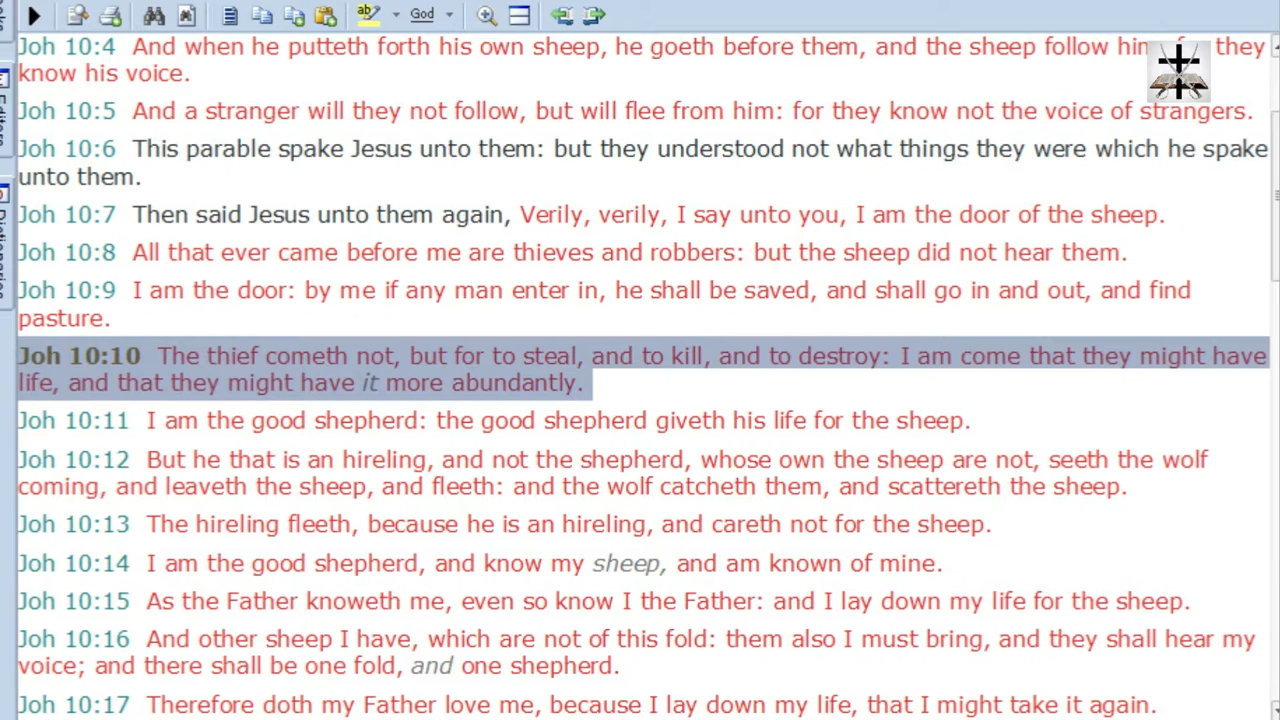 ab God
Joh 10:4 And when he putteth forth his own sheep, he goeth before them, and the sheep follow they
know his voice.
Joh 10:5 And a stranger will they not follow, but will flee from him: for they know not the voice of strangers.
Joh 10:6 This parable spake Jesus unto them: but they understood not what things they were which he spake
unto them.
Joh 10:7 Then said Jesus unto them again, Verily, verily, I say unto you, I am the door of the sheep.
Joh 10:8 All that ever came before me are thieves and robbers: but the sheep did not hear them.
Joh 10:9 I am the door: by me if any man enter in, he shall be saved, and shall go in and out, and find
pasture.
Joh 10:10 The thief cometh not, but for to steal, and to kill, and to destroy: I am come that they might have
life, and that they might have it more abundantly.
Joh 10:11 I am the good shepherd: the good shepherd giveth his life for the sheep.
Joh 10:12 But he that is an hireling, and not the shepherd, whose own the sheep are not, seeth the wolf
coming, and leaveth the sheep, and fleeth: and the wolf catcheth them, and scattereth the sheep.
Joh 10:13 The hireling fleeth, because he is an hireling, and careth not for the sheep.
Joh 10:14 I am the good shepherd, and know my sheep, and am known of mine.
Joh 10:15 As the Father knoweth me, even so know I the Father: and I lay down my life for the sheep.
Joh 10:16 And other sheep I have, which are not of this fold: them also I must bring, and they shall hear my
voice; and there shall be one fold, and one shepherd.
Joh 10:17 Therefore doth my Father love me, because I lay down my life, that I might take it again.
Editors